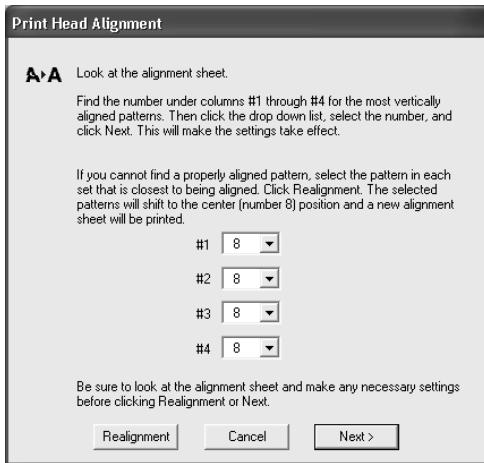 Print Head Alignment
A›A Look at the alignment sheet.
Find the number under columns #1 through #4 for the most vertically
aligned patterns. Then click the drop down list, select the number, and
click Next. This will make the settings take effect.
If you cannot find a properly aligned pattern, select the pattern in each
set that is closest to being aligned. Click Realignment. The selected
patterns will shift to the center (number 8) position and a new alignment
sheet will be printed.
#1 8
#2 8
#3 8
#4 8
Be sure to look at the alignment sheet and make any necessary settings
before clicking Realignment or Next.
Realignment Cancel Next >